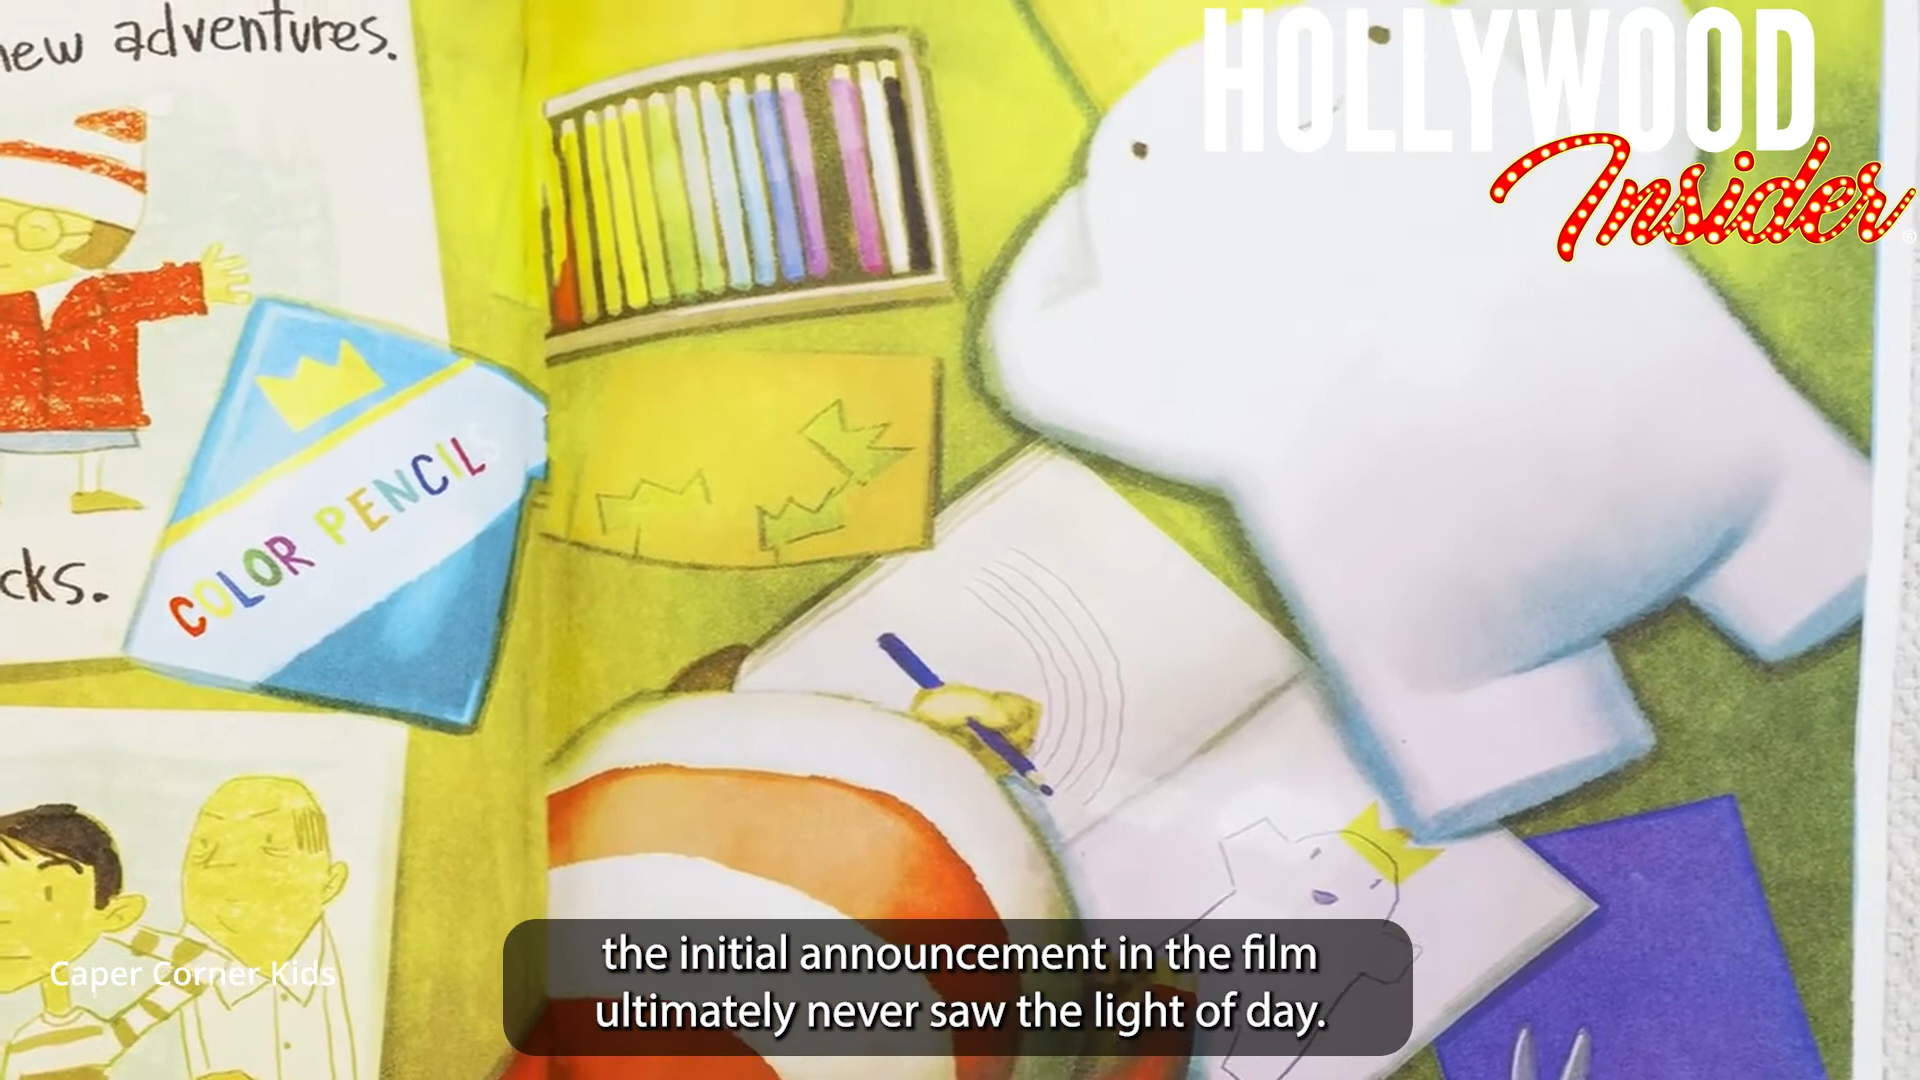 new adventures.
HOLLYWOOD
Insider®
COLOR PENCILS
cks.
Caper Corner Kids
the initial announcement in the film
ultimately never saw the light of day.